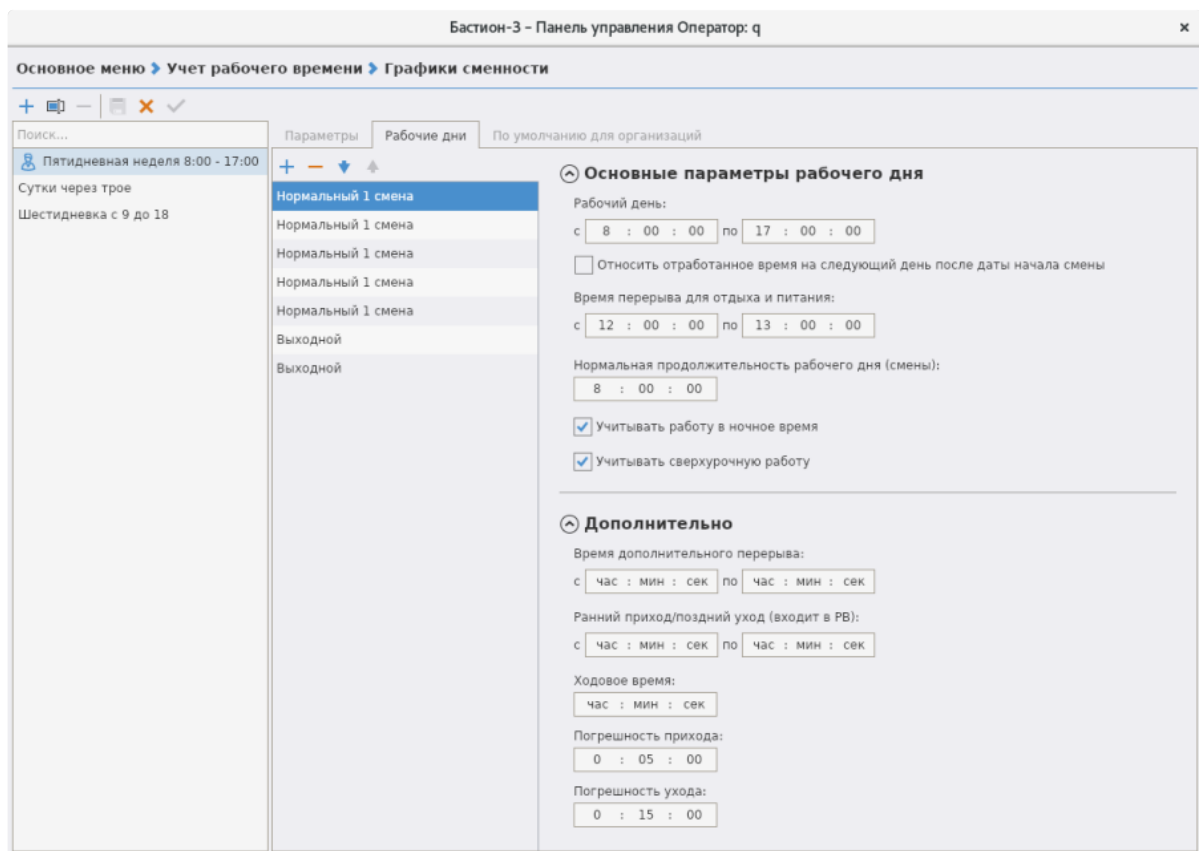 Бастион-3 – Панель управления Оператор: q
Основное меню Учет рабочего времени Графики сменности
Поиск...
Пятидневная неделя 8:00 - 17:00
Сутки через трое
Шестидневка с 9 до 18
Параметры Рабочие дни По умолчанию для организаций
Нормальный 1 смена
Нормальный 1 смена
Нормальный 1 смена
Нормальный 1 смена
Нормальный 1 смена
Выходной
Выходной
Основные параметры рабочего дня
Рабочий день:
с 8 : 00 : 00 по 17 : 00 : 00
Относить отработанное время на следующий день после даты начала смены
Время перерыва для отдыха и питания:
с 12 : 00 : 00 по 13 : 00 : 00
Нормальная продолжительность рабочего дня (смены):
8 : 00 : 00
Учитывать работу в ночное время
Учитывать сверхурочную работу
Дополнительно
Время дополнительного перерыва:
с час : мин : сек по час : мин : сек
Ранний приход/поздний уход (входит в РВ):
с час : мин : сек по час : мин : сек
Ходовое время:
час : мин : сек
Погрешность прихода:
0 : 05 : 00
Погрешность ухода:
0 : 15 : 00